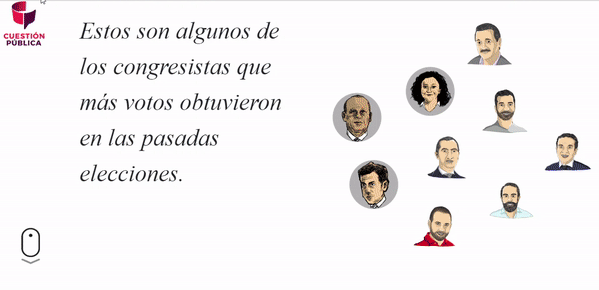 CUESTIÓN
PÚBLICA
Estos son algunos de
los congresistas que
más votos obtuvieron
en las pasadas
elecciones.